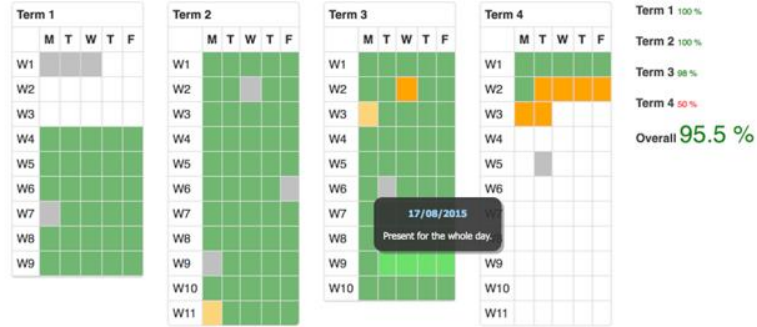 Term 1
M T W T F
W1
W2
W3
W4
W5
W6
W7
W8
W9
Term 2
M T W T F
W1
W2
W3
W4
W5
W6
W7
W8
W9
W10
W11
Term 3
M T W T F
W1
W2
W3
W4
W5
W6
W7
W8
W9
W10
17/08/2015
Present for the whole day.
Term 4
M T W T F
W1
W2
W3
W4
W5
W6
W9
W10
W11
Term 1 100 %
Term 2 100 %
Term 3 98 %
Term 4 50 %
Overall 95.5 %